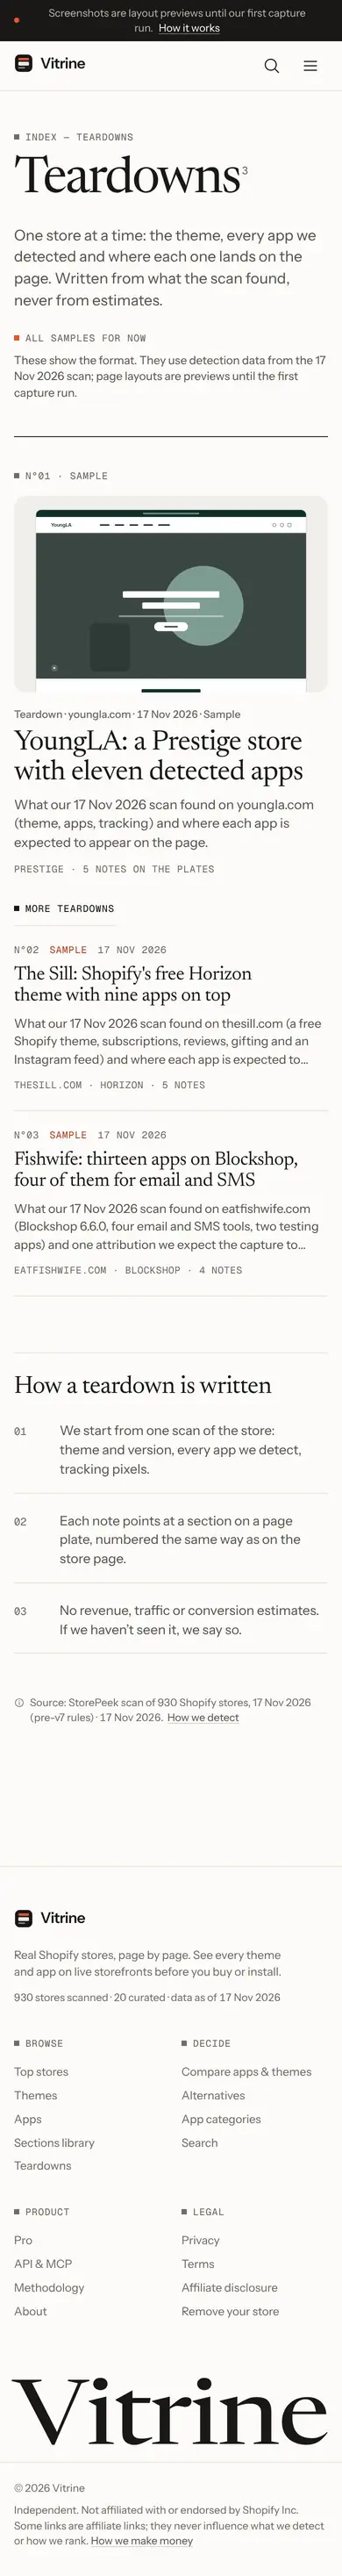 Screenshots are layout previews until our first capture
run. How it works
Vitrine
INDEX — TEARDOWNS
Teardowns3
One store at a time: the theme, every app we
detected and where each one lands on the
page. Written from what the scan found,
never from estimates.
ALL SAMPLES FOR NOW
These show the format. They use detection data from the 17
Nov 2026 scan; page layouts are previews until the first
capture run.
Nº01 · SAMPLE
YoungLA
Teardown · youngla.com · 17 Nov 2026 · Sample
YoungLA: a Prestige store
with eleven detected apps
What our 17 Nov 2026 scan found on youngla.com
(theme, apps, tracking) and where each app is
expected to appear on the page.
PRESTIGE · 5 NOTES ON THE PLATES
MORE TEARDOWNS
Nº02 SAMPLE 17 NOV 2026
The Sill: Shopify's free Horizon
theme with nine apps on top
What our 17 Nov 2026 scan found on thesill.com (a free
Shopify theme, subscriptions, reviews, gifting and an
Instagram feed) and where each app is expected to…
THESILL.COM · HORIZON · 5 NOTES
Nº03 SAMPLE 17 NOV 2026
Fishwife: thirteen apps on Blockshop,
four of them for email and SMS
What our 17 Nov 2026 scan found on eatfishwife.com
(Blockshop 6.6.0, four email and SMS tools, two testing
apps) and one attribution we expect the capture to…
EATFISHWIFE.COM · BLOCKSHOP · 4 NOTES
How a teardown is written
01 We start from one scan of the store:
theme and version, every app we detect,
tracking pixels.
02 Each note points at a section on a page
plate, numbered the same way as on the
store page.
03 No revenue, traffic or conversion estimates.
If we haven't seen it, we say so.
Source: StorePeek scan of 930 Shopify stores, 17 Nov 2026
(pre-v7 rules) · 17 Nov 2026. How we detect
Vitrine
Real Shopify stores, page by page. See every theme
and app on live storefronts before you buy or install.
930 stores scanned · 20 curated · data as of 17 Nov 2026
BROWSE
Top stores
Themes
Apps
Sections library
Teardowns
DECIDE
Compare apps & themes
Alternatives
App categories
Search
PRODUCT
Pro
API & MCP
Methodology
About
LEGAL
Privacy
Terms
Affiliate disclosure
Remove your store
Vitrine
© 2026 Vitrine
Independent. Not affiliated with or endorsed by Shopify Inc.
Some links are affiliate links; they never influence what we detect
or how we rank. How we make money